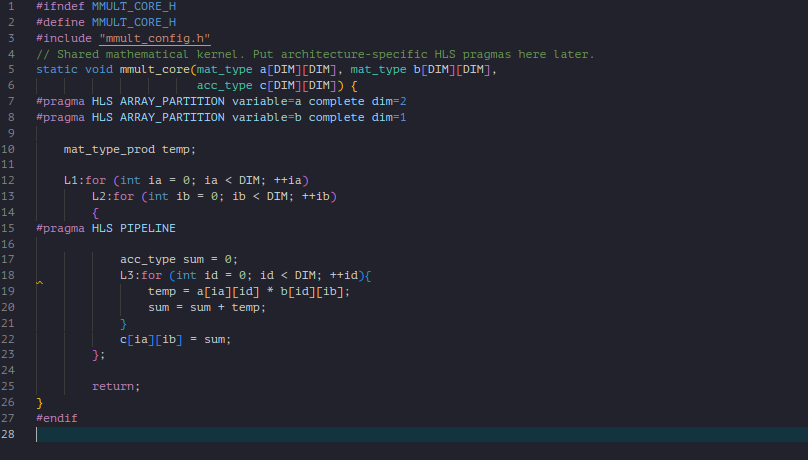 1 #ifndef MMULT_CORE_H
2 #define MMULT_CORE_H
3 #include "mmult_config.h"
4 // Shared mathematical kernel. Put architecture-specific HLS pragmas here later.
5 static void mmult_core(mat_type a[DIM][DIM], mat_type b[DIM][DIM],
6                        acc_type c[DIM][DIM]) {
7 #pragma HLS ARRAY_PARTITION variable=a complete dim=2
8 #pragma HLS ARRAY_PARTITION variable=b complete dim=1
9
10     mat_type_prod temp;
11
12     L1:for (int ia = 0; ia < DIM; ++ia)
13         L2:for (int ib = 0; ib < DIM; ++ib)
14         {
15 #pragma HLS PIPELINE
16
17             acc_type sum = 0;
18             L3:for (int id = 0; id < DIM; ++id){
19                 temp = a[ia][id] * b[id][ib];
20                 sum = sum + temp;
21             }
22             c[ia][ib] = sum;
23         };
24
25         return;
26 }
27 #endif
28